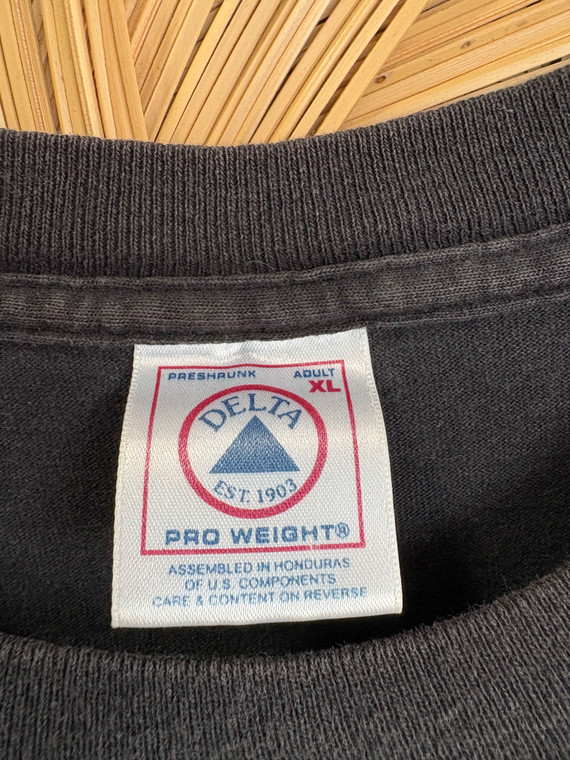 PRESHRUNK ADULT
XL
DELTA
EST. 1903
PRO WEIGHT®
ASSEMBLED IN HONDURAS
OF U.S. COMPONENTS
CARE & CONTENT ON REVERSE